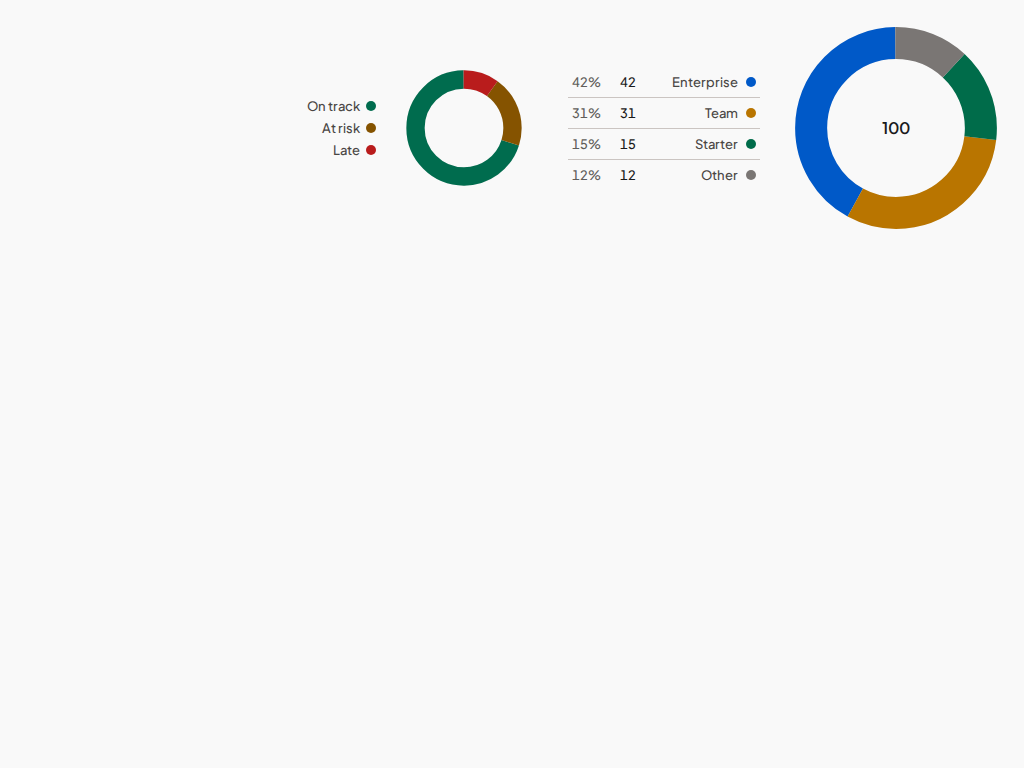 On track
At risk
Late
42% 42 Enterprise
31% 31 Team
15% 15 Starter
12% 12 Other
100